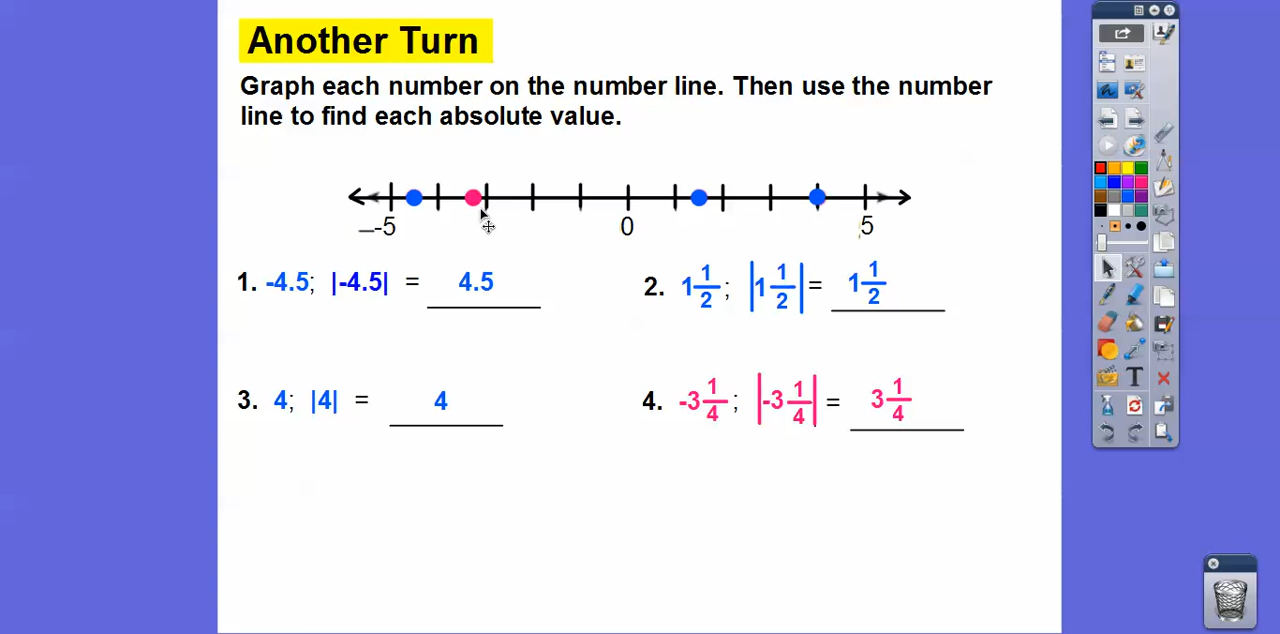 Another Turn
Graph each number on the number line. Then use the number
line to find each absolute value.
-5 0 5
1. -4.5; |-4.5| = 4.5
2. 1 1/2; |1 1/2| = 1 1/2
3. 4; |4| = 4
4. -3 1/4; |-3 1/4| = 3 1/4